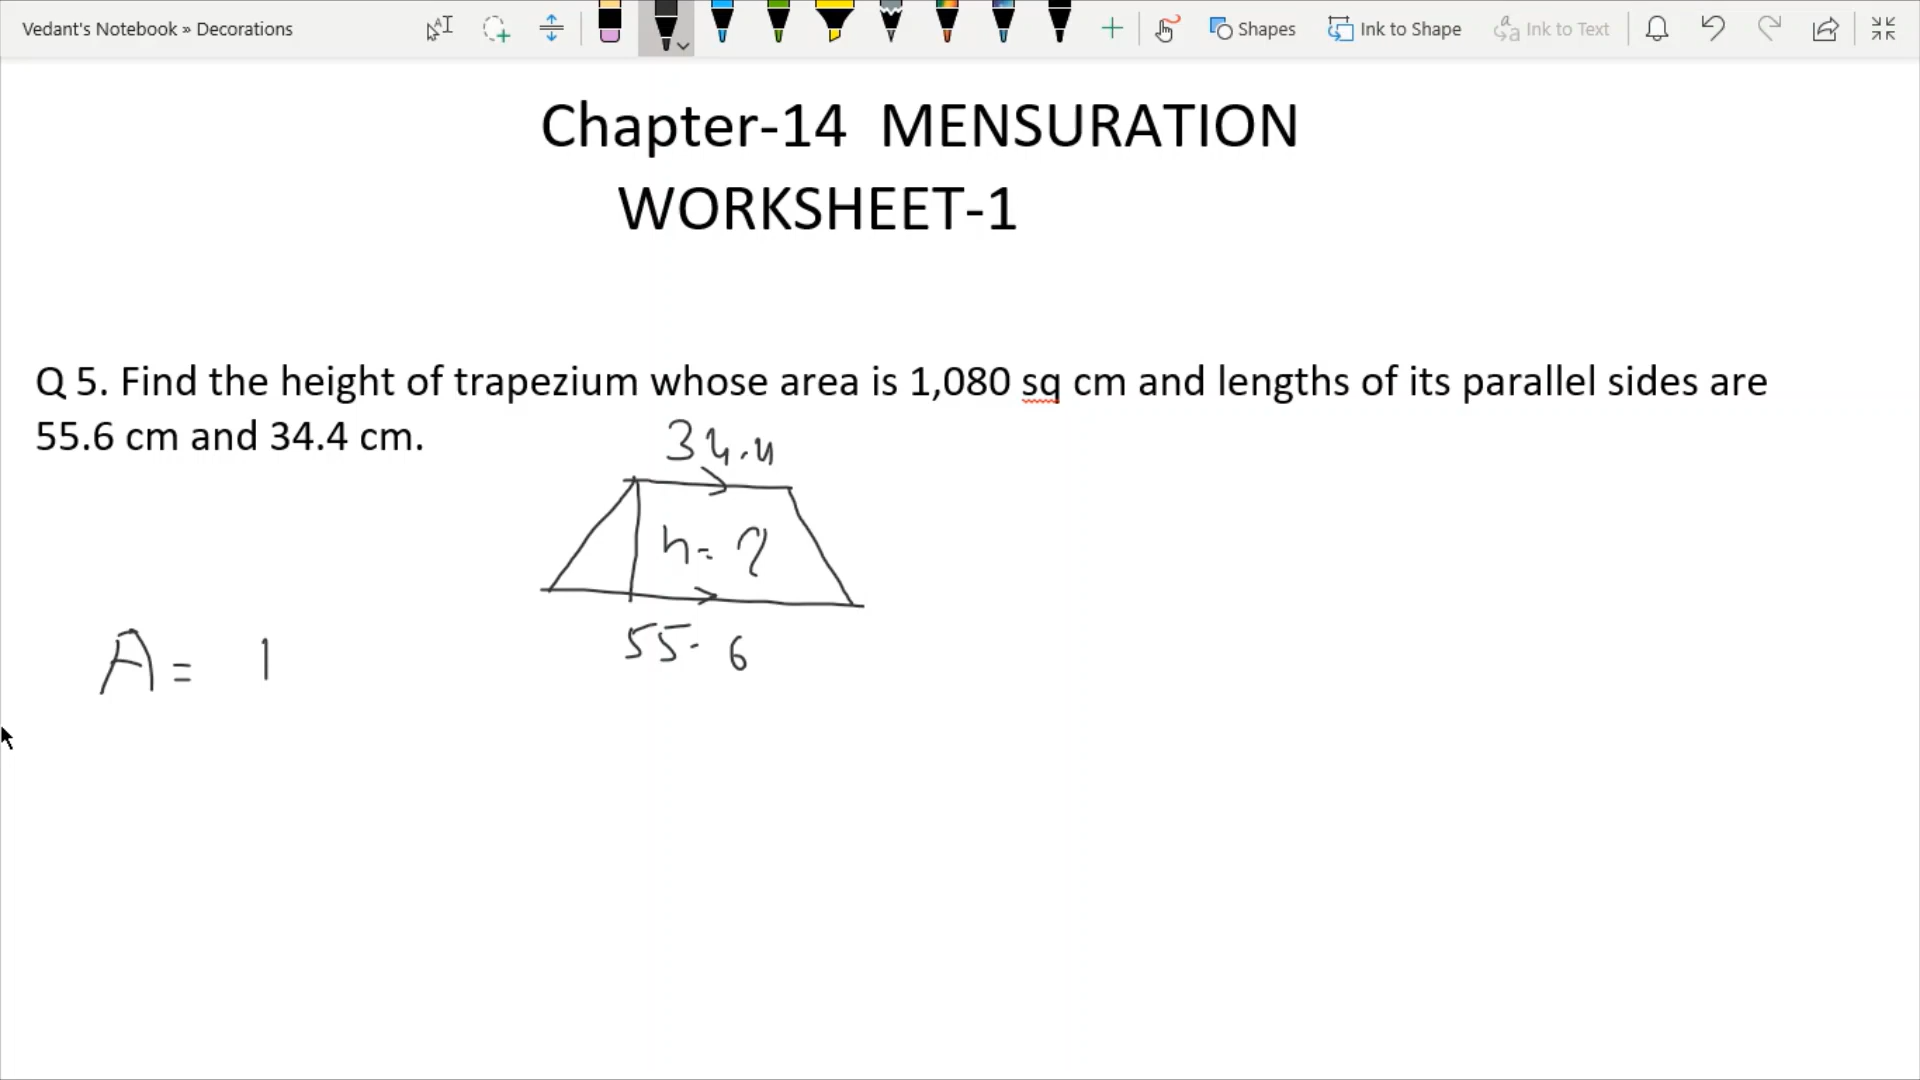 Vedant's Notebook » Decorations
Shapes
Ink to Shape
Ink to Text
Chapter-14 MENSURATION
WORKSHEET-1
Q 5. Find the height of trapezium whose area is 1,080 sq cm and lengths of its parallel sides are
55.6 cm and 34.4 cm.
34.4
h= ?
55.6
A= 1